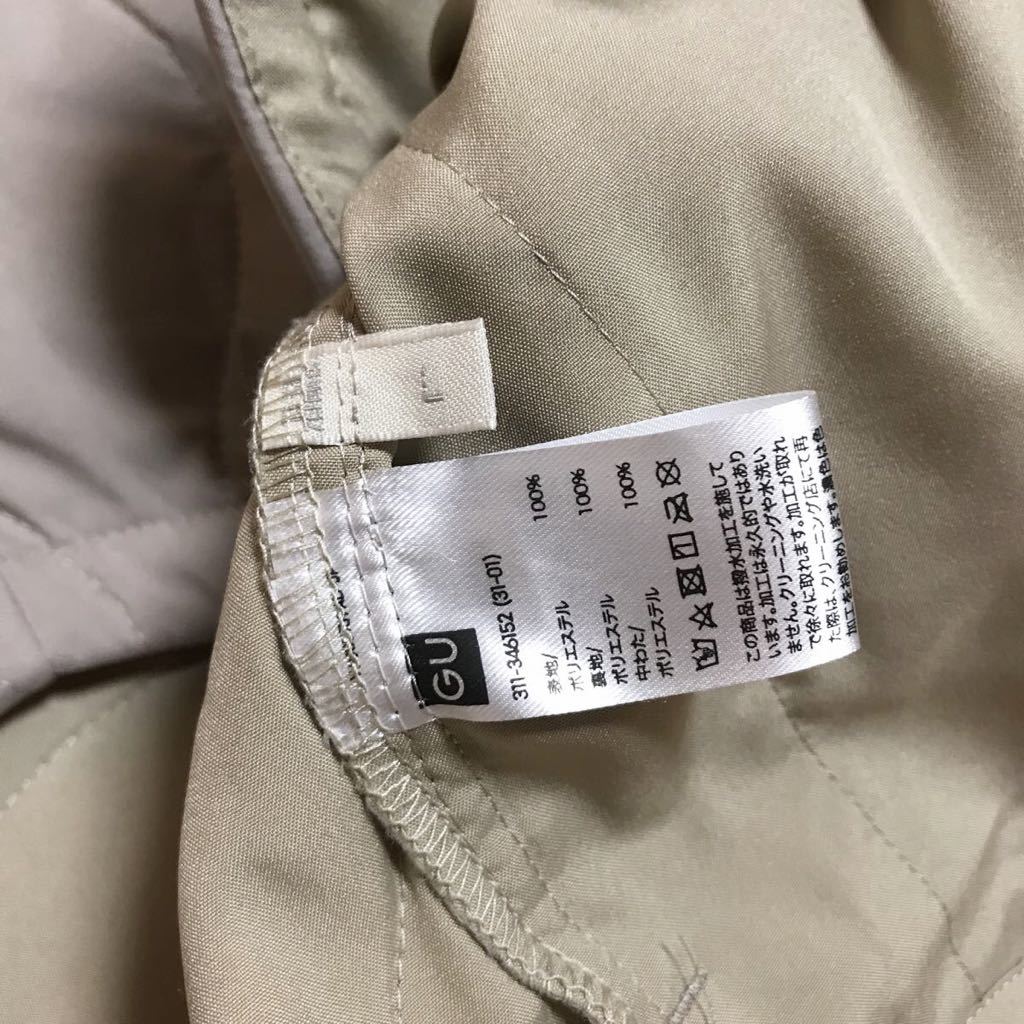 L
GU
311-346152 (31-01)
表地/
ポリエステル 100%
裏地/
ポリエステル 100%
中わた/
ポリエステル 100%
この商品は撥水加工を施して
います。加工は永久的ではあり
ません。クリーニングや水洗い
で徐々に取れます。加工が取れ
た際は、クリーニング店にて再
加工をお勧めします。濃色は色